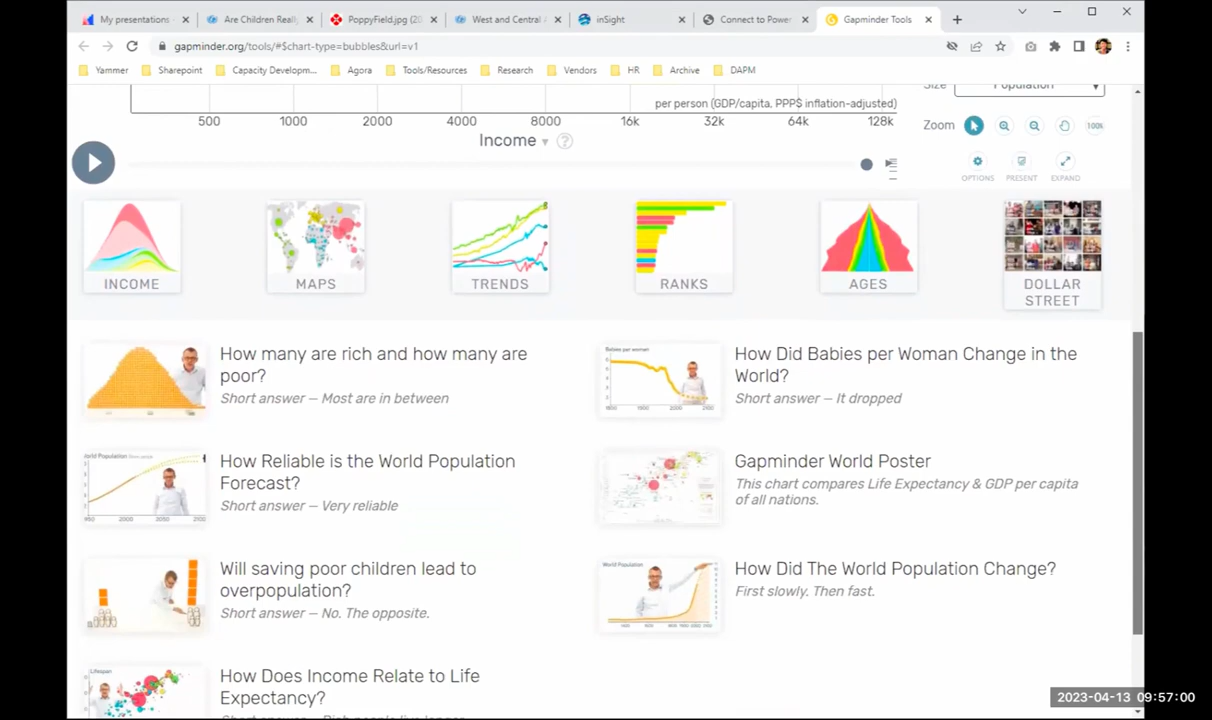 My presentations -
Are Children Reall
PoppyField.jpg (28
West and Central A
inSight
Connect to Power
Gapminder Tools
gapminder.org/tools/#$chart-type=bubbles&url=v1
Yammer
Sharepoint
Capacity Developm...
Agora
Tools/Resources
Research
Vendors
HR
Archive
DAPM
Size
Population
per person (GDP/capita, PPP$ inflation-adjusted)
500 1000 2000 4000 8000 16k 32k 64k 128k
Zoom
100%
Income
?
OPTIONS
PRESENT
EXPAND
INCOME
MAPS
TRENDS
RANKS
AGES
DOLLAR
STREET
How many are rich and how many are
poor?
Short answer — Most are in between
Babies per woman
How Did Babies per Woman Change in the
World?
Short answer — It dropped
How Reliable is the World Population
Forecast?
Short answer — Very reliable
Gapminder World Poster
This chart compares Life Expectancy & GDP per capita
of all nations.
Will saving poor children lead to
overpopulation?
Short answer — No. The opposite.
World Population
How Did The World Population Change?
First slowly. Then fast.
Lifespan
How Does Income Relate to Life
Expectancy?
2023-04-13 09:57:00